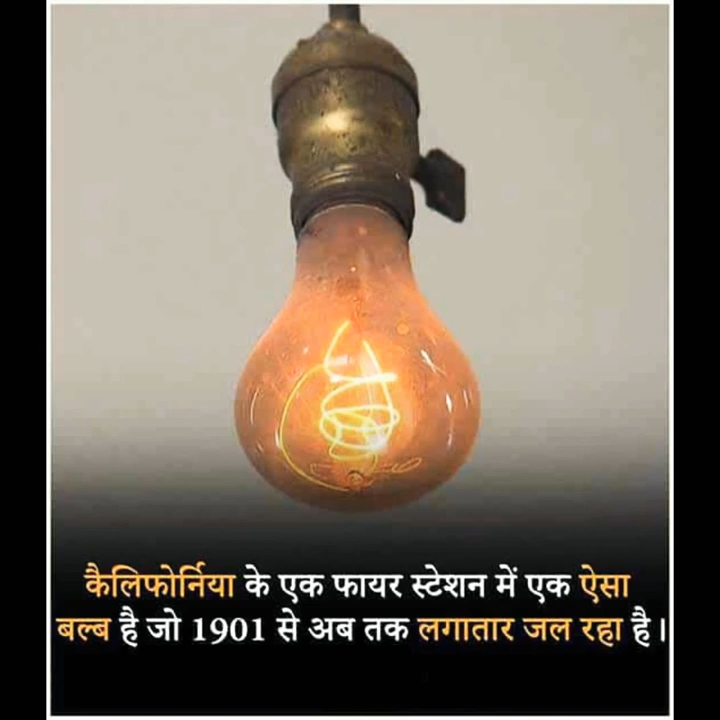 कैलिफोर्निया के एक फायर स्टेशन में एक ऐसा
बल्ब है जो 1901 से अब तक लगातार जल रहा है।